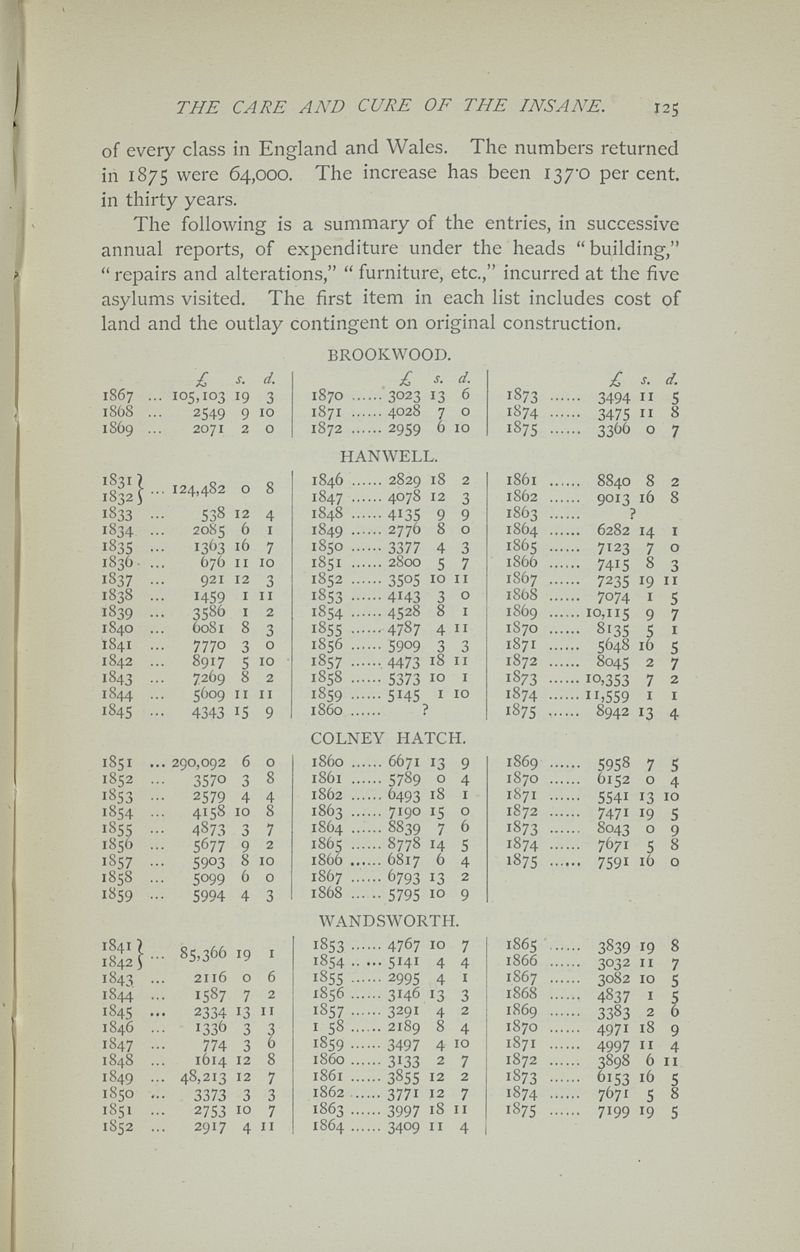 THE CARE AND CURE OF THE INSANE. 125
of every class in England and Wales. The numbers returned
in 1875 were 64,000. The increase has been 137·0 per cent.
in thirty years.
The following is a summary of the entries, in successive
annual reports, of expenditure under the heads “building,”
“repairs and alterations,” “furniture, etc.,” incurred at the five
asylums visited. The first item in each list includes cost of
land and the outlay contingent on original construction.
BROOKWOOD.
£ s. d. £ s. d. £ s. d.
1867 ... 105,103 19 3 1870 ...... 3023 13 6 1873 ...... 3494 11 5
1868 ... 2549 9 10 1871 ...... 4028 7 0 1874 ...... 3475 11 8
1869 ... 2071 2 0 1872 ...... 2959 6 10 1875 ...... 3366 0 7
HANWELL.
1831 } 1846 ...... 2829 18 2 1861 ...... 8840 8 2
1832 } ... 124,482 0 8 1847 ...... 4078 12 3 1862 ...... 9013 16 8
1833 ... 538 12 4 1848 ...... 4135 9 9 1863 ...... ?
1834 ... 2085 6 1 1849 ...... 2776 8 0 1864 ...... 6282 14 1
1835 ... 1363 16 7 1850 ...... 3377 4 3 1865 ...... 7123 7 0
1836 ... 676 11 10 1851 ...... 2800 5 7 1866 ...... 7415 8 3
1837 ... 921 12 3 1852 ...... 3505 10 11 1867 ...... 7235 19 11
1838 ... 1459 1 11 1853 ...... 4143 3 0 1868 ...... 7074 1 5
1839 ... 3586 1 2 1854 ...... 4528 8 1 1869 ...... 10,115 9 7
1840 ... 6081 8 3 1855 ...... 4787 4 11 1870 ...... 8135 5 1
1841 ... 7770 3 0 1856 ...... 5909 3 3 1871 ...... 5648 16 5
1842 ... 8917 5 10 1857 ...... 4473 18 11 1872 ...... 8045 2 7
1843 ... 7269 8 2 1858 ...... 5373 10 1 1873 ...... 10,353 7 2
1844 ... 5609 11 11 1859 ...... 5145 1 10 1874 ...... 11,559 1 1
1845 ... 4343 15 9 1860 ...... ? 1875 ...... 8942 13 4
COLNEY HATCH.
1851 ... 290,092 6 0 1860 ...... 6671 13 9 1869 ...... 5958 7 5
1852 ... 3570 3 8 1861 ...... 5789 0 4 1870 ...... 6152 0 4
1853 ... 2579 4 4 1862 ...... 6493 18 1 1871 ...... 5541 13 10
1854 ... 4158 10 8 1863 ...... 7190 15 0 1872 ...... 7471 19 5
1855 ... 4873 3 7 1864 ...... 8839 7 6 1873 ...... 8043 0 9
1856 ... 5677 9 2 1865 ...... 8778 14 5 1874 ...... 7671 5 8
1857 ... 5903 8 10 1866 ...... 6817 6 4 1875 ...... 7591 16 0
1858 ... 5099 6 0 1867 ...... 6793 13 2
1859 ... 5994 4 3 1868 ... .. 5795 10 9
WANDSWORTH.
1841 } 1853 ...... 4767 10 7 1865 ...... 3839 19 8
1842 } ... 85,366 19 1 1854 .. ... 5141 4 4 1866 ...... 3032 11 7
1843 ... 2116 0 6 1855 ...... 2995 4 1 1867 ...... 3082 10 5
1844 ... 1587 7 2 1856 ...... 3146 13 3 1868 ...... 4837 1 5
1845 ... 2334 13 11 1857 ...... 3291 4 2 1869 ...... 3383 2 6
1846 ... 1336 3 3 1 58 ...... 2189 8 4 1870 ...... 4971 18 9
1847 ... 774 3 6 1859 ...... 3497 4 10 1871 ...... 4997 11 4
1848 ... 1614 12 8 1860 ...... 3133 2 7 1872 ...... 3898 6 11
1849 ... 48,213 12 7 1861 ...... 3855 12 2 1873 ...... 6153 16 5
1850 ... 3373 3 3 1862 ...... 3771 12 7 1874 ...... 7671 5 8
1851 ... 2753 10 7 1863 ...... 3997 18 11 1875 ...... 7199 19 5
1852 ... 2917 4 11 1864 ...... 3409 11 4